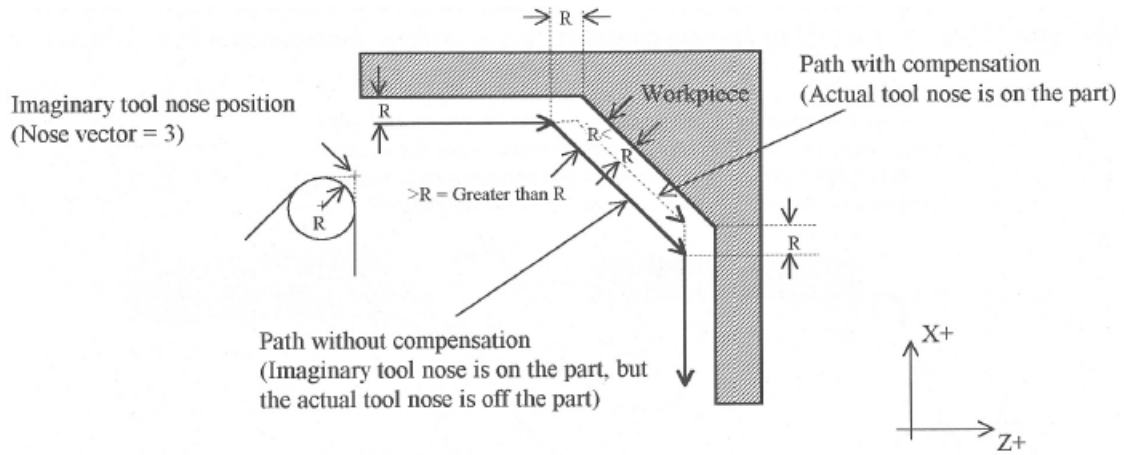 R
Imaginary tool nose position
(Nose vector = 3)
R
R
Workpiece
Path with compensation
(Actual tool nose is on the part)
R<
R
>R = Greater than R
R
Path without compensation
(Imaginary tool nose is on the part, but
the actual tool nose is off the part)
X+
Z+